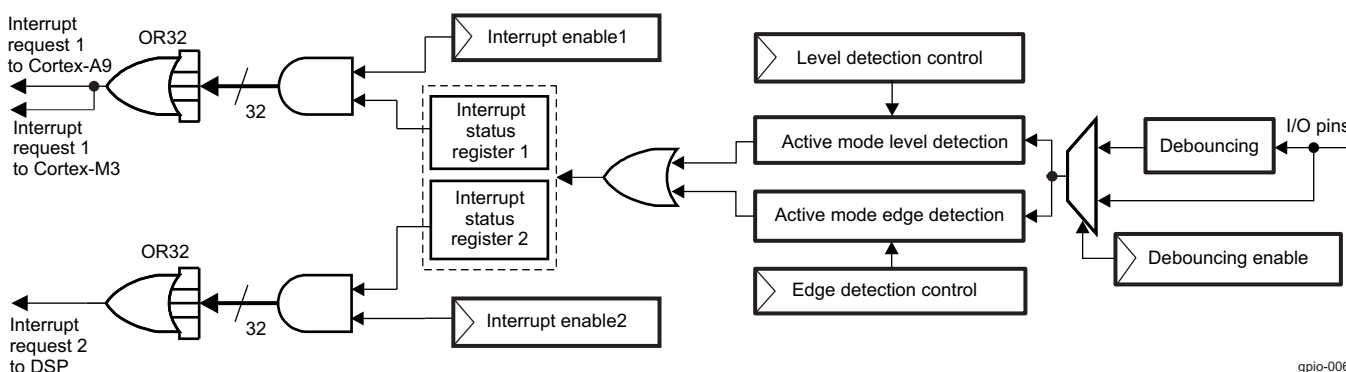 Interrupt
request 1
to Cortex-A9
OR32
32
Interrupt
request 1
to Cortex-M3
Interrupt enable1
Interrupt
status
register 1
Interrupt
status
register 2
Level detection control
Active mode level detection
Active mode edge detection
Edge detection control
Debouncing
I/O pins
Debouncing enable
OR32
32
Interrupt
request 2
to DSP
Interrupt enable2
gpio-006